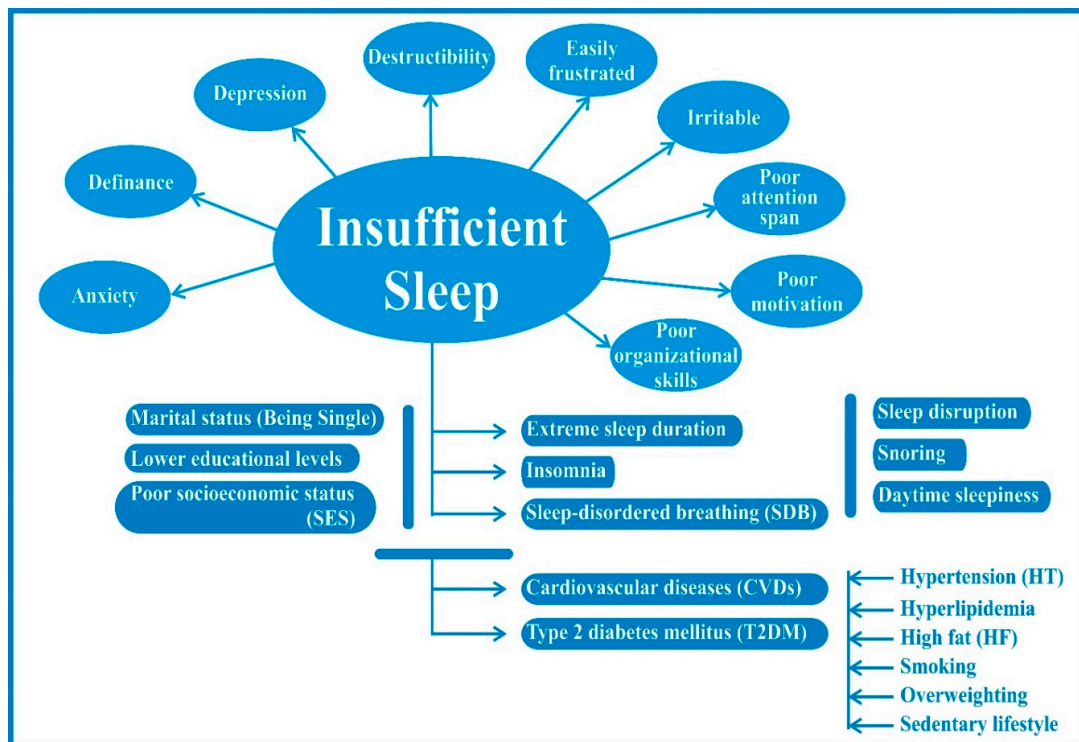 Destructibility
Easily
frustrated
Depression
Irritable
Definance
Poor
attention
span
Insufficient
Sleep
Anxiety
Poor
motivation
Poor
organizational
skills
Marital status (Being Single)
Lower educational levels
Poor socioeconomic status
(SES)
Extreme sleep duration
Insomnia
Sleep-disordered breathing (SDB)
Sleep disruption
Snoring
Daytime sleepiness
Cardiovascular diseases (CVDs)
Type 2 diabetes mellitus (T2DM)
Hypertension (HT)
Hyperlipidemia
High fat (HF)
Smoking
Overweighting
Sedentary lifestyle